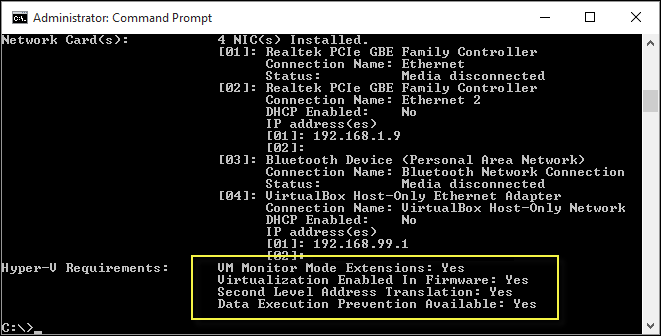 Administrator: Command Prompt
Network Card(s): 4 NIC(s) Installed.
[01]: Realtek PCIe GBE Family Controller
Connection Name: Ethernet
Status: Media disconnected
[02]: Realtek PCIe GBE Family Controller
Connection Name: Ethernet 2
DHCP Enabled: No
IP address(es)
[01]: 192.168.1.9
[02]:
[03]: Bluetooth Device (Personal Area Network)
Connection Name: Bluetooth Network Connection
Status: Media disconnected
[04]: VirtualBox Host-Only Ethernet Adapter
Connection Name: VirtualBox Host-Only Network
DHCP Enabled: No
IP address(es)
[01]: 192.168.99.1
[02]:
Hyper-V Requirements: VM Monitor Mode Extensions: Yes
Virtualization Enabled In Firmware: Yes
Second Level Address Translation: Yes
Data Execution Prevention Available: Yes
C:\>_